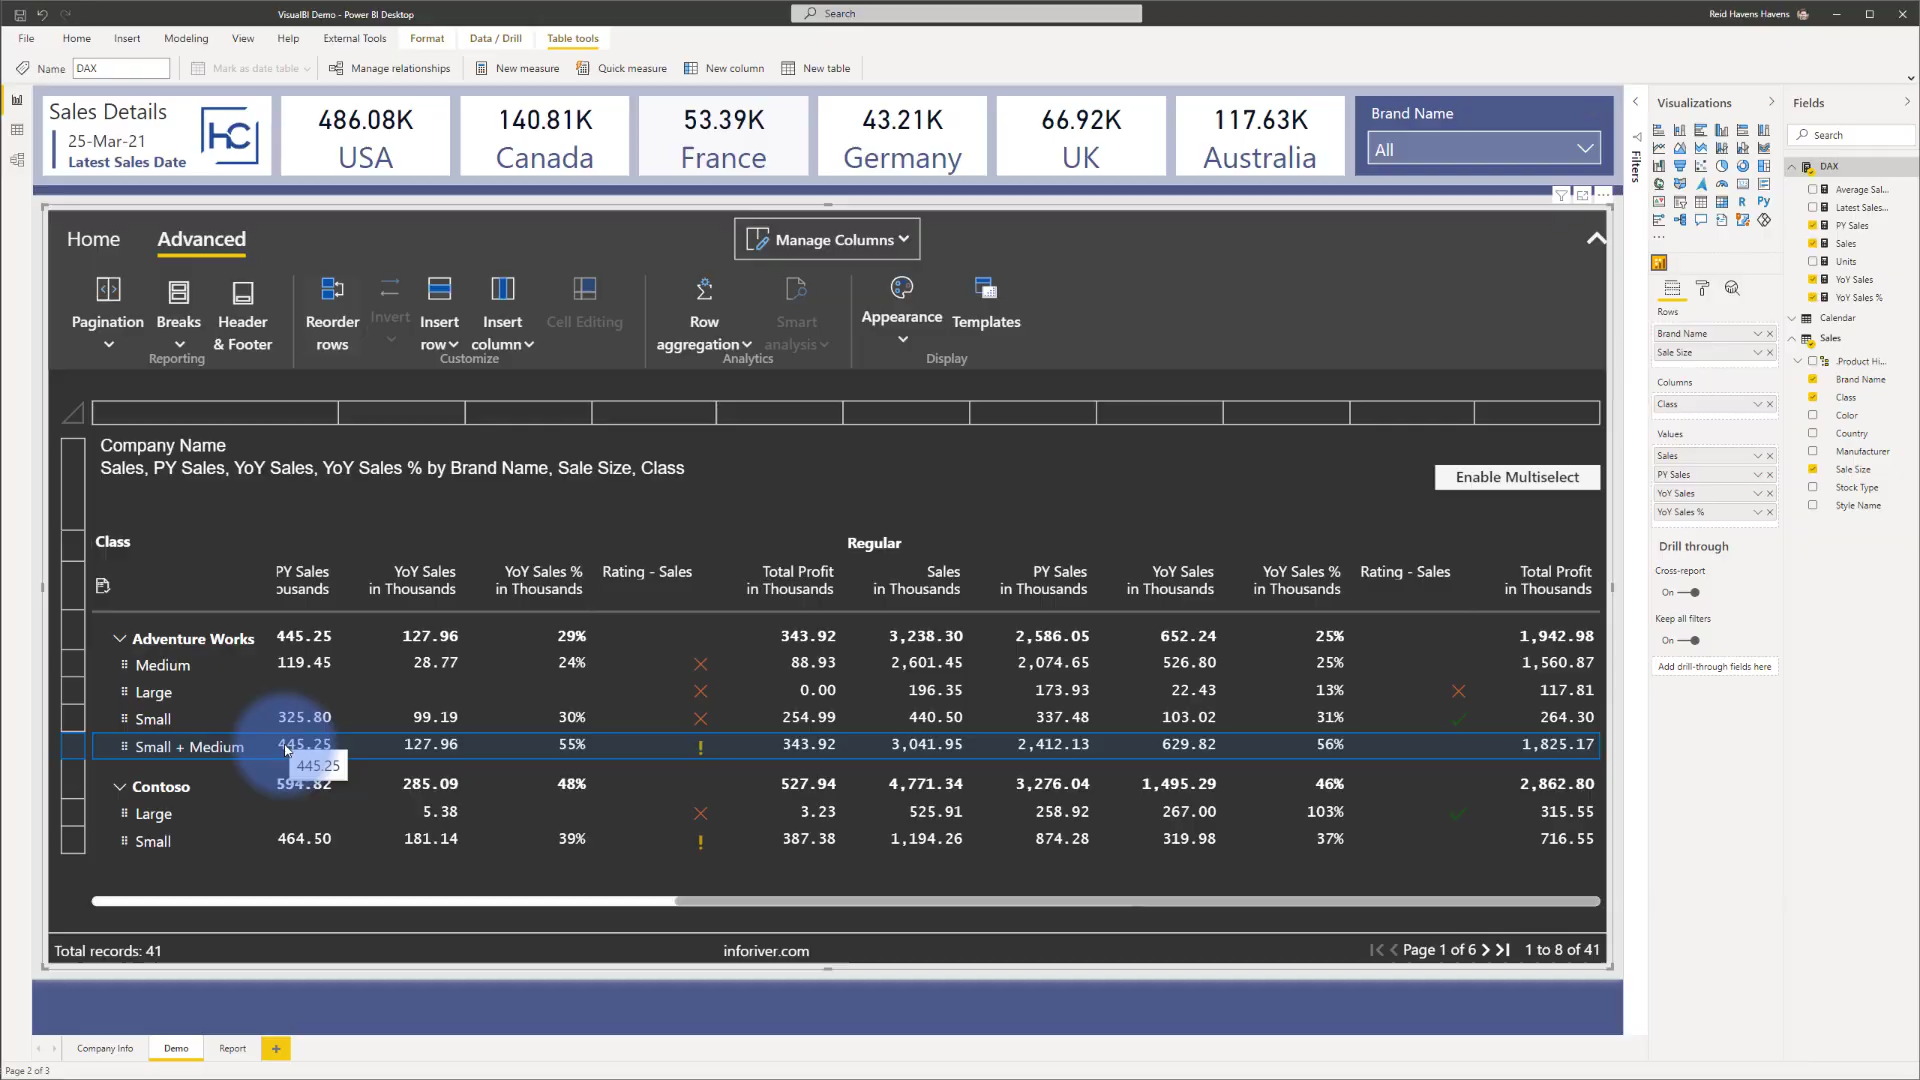 VisualBI Demo - Power BI Desktop
Search
Reid Havens Havens
File Home Insert Modeling View Help External Tools Format Data / Drill Table tools
Name DAX Mark as date table Manage relationships New measure Quick measure New column New table
Sales Details
25-Mar-21
Latest Sales Date
HC
486.08K
USA
140.81K
Canada
53.39K
France
43.21K
Germany
66.92K
UK
117.63K
Australia
Brand Name
All
Home Advanced
Manage Columns
Pagination
Breaks
Header
& Footer
Reporting
Reorder
rows
Invert
Insert
row
Insert
column
Cell Editing
Customize
Row
aggregation
Smart
analysis
Analytics
Appearance
Templates
Display
Company Name
Sales, PY Sales, YoY Sales, YoY Sales % by Brand Name, Sale Size, Class
Enable Multiselect
Class
Regular
PY Sales YoY Sales YoY Sales % Rating - Sales Total Profit Sales PY Sales YoY Sales YoY Sales % Rating - Sales Total Profit
ousands in Thousands in Thousands in Thousands in Thousands in Thousands in Thousands in Thousands in Thousands
Adventure Works 445.25 127.96 29% 343.92 3,238.30 2,586.05 652.24 25% 1,942.98
Medium 119.45 28.77 24% 88.93 2,601.45 2,074.65 526.80 25% 1,560.87
Large 0.00 196.35 173.93 22.43 13% 117.81
Small 325.80 99.19 30% 254.99 440.50 337.48 103.02 31% 264.30
Small + Medium 445.25 127.96 55% ! 343.92 3,041.95 2,412.13 629.82 56% 1,825.17
445.25
Contoso 594.82 285.09 48% 527.94 4,771.34 3,276.04 1,495.29 46% 2,862.80
Large 5.38 3.23 525.91 258.92 267.00 103% 315.55
Small 464.50 181.14 39% ! 387.38 1,194.26 874.28 319.98 37% 716.55
Total records: 41
inforiver.com
Page 1 of 6
1 to 8 of 41
Company Info Demo Report +
Page 2 of 3
Filters
Visualizations
R
Py
Rows
Brand Name
Sale Size
Columns
Class
Values
Sales
PY Sales
YoY Sales
YoY Sales %
Drill through
Cross-report
On
Keep all filters
On
Add drill-through fields here
Fields
Search
DAX
Average Sal...
Latest Sales...
PY Sales
Sales
Units
YoY Sales
YoY Sales %
Calendar
Sales
.Product Hi...
Brand Name
Class
Color
Country
Manufacturer
Sale Size
Stock Type
Style Name